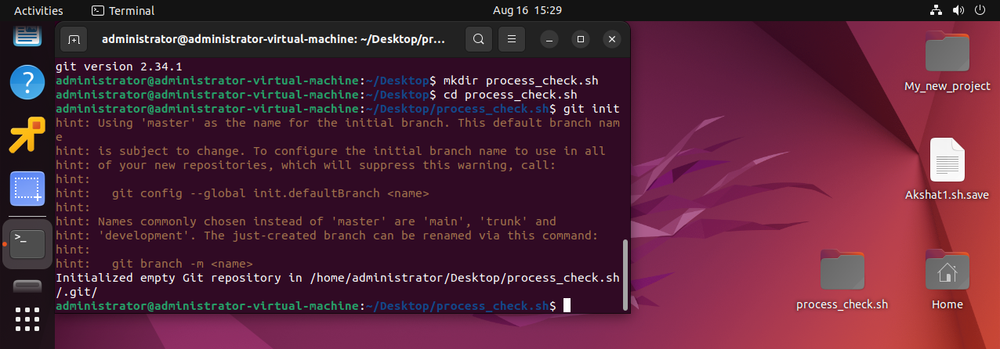 Activities
Terminal
Aug 16 15:29
administrator@administrator-virtual-machine: ~/Desktop/pr...
git version 2.34.1
administrator@administrator-virtual-machine:~/Desktop$ mkdir process_check.sh
administrator@administrator-virtual-machine:~/Desktop$ cd process_check.sh
administrator@administrator-virtual-machine:~/Desktop/process_check.sh$ git init
hint: Using 'master' as the name for the initial branch. This default branch nam
e
hint: is subject to change. To configure the initial branch name to use in all
hint: of your new repositories, which will suppress this warning, call:
hint:
hint:   git config --global init.defaultBranch <name>
hint:
hint: Names commonly chosen instead of 'master' are 'main', 'trunk' and
hint: 'development'. The just-created branch can be renamed via this command:
hint:
hint:   git branch -m <name>
Initialized empty Git repository in /home/administrator/Desktop/process_check.sh
/.git/
administrator@administrator-virtual-machine:~/Desktop/process_check.sh$
My_new_project
Akshat1.sh.save
process_check.sh
Home